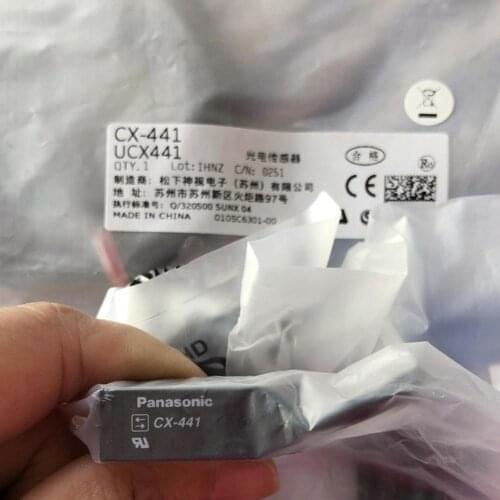 CX-441
UCX441
光电传感器
QTY.1 Lot:IHNZ C/N: 0251
制造商: 松下神视电子(苏州)有限公司
地址: 苏州市苏州新区火炬路97号
执行标准号: Q/320500 SUNX 04
MADE IN CHINA 0105C6301-00
合格
CE
Panasonic
CX-441